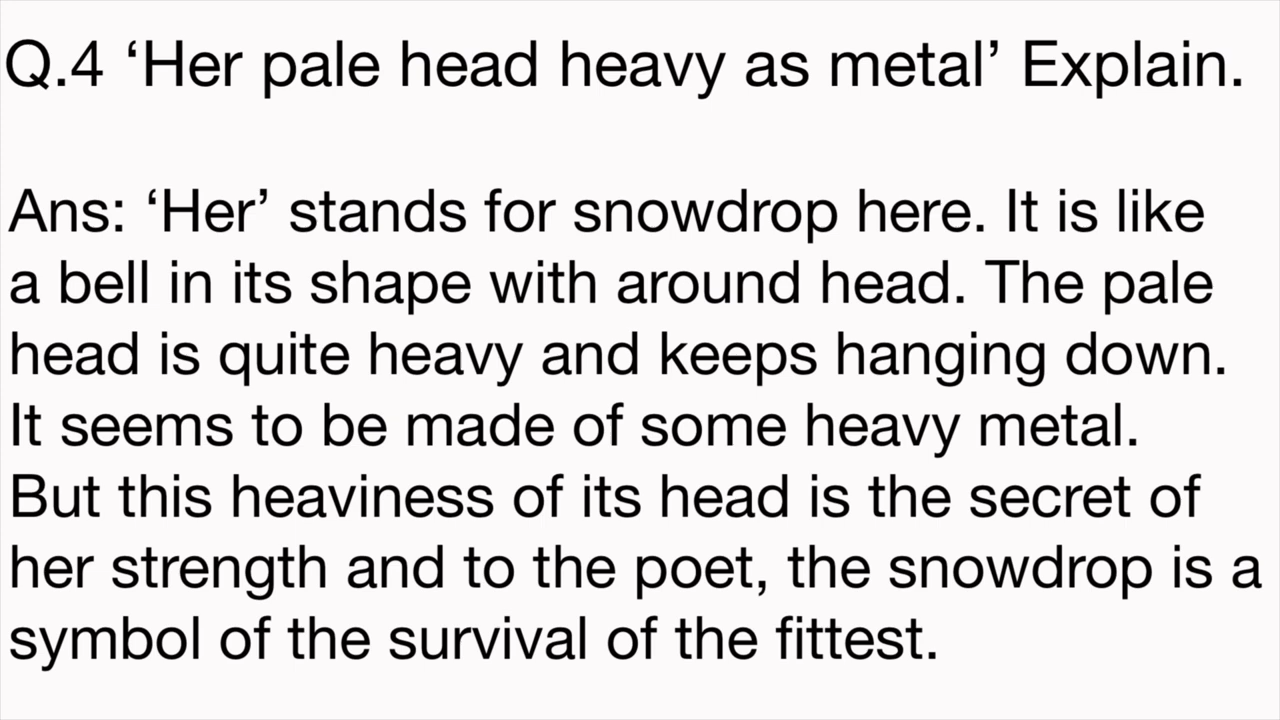 Q.4 ‘Her pale head heavy as metal’ Explain.
Ans: ‘Her’ stands for snowdrop here. It is like
a bell in its shape with around head. The pale
head is quite heavy and keeps hanging down.
It seems to be made of some heavy metal.
But this heaviness of its head is the secret of
her strength and to the poet, the snowdrop is a
symbol of the survival of the fittest.